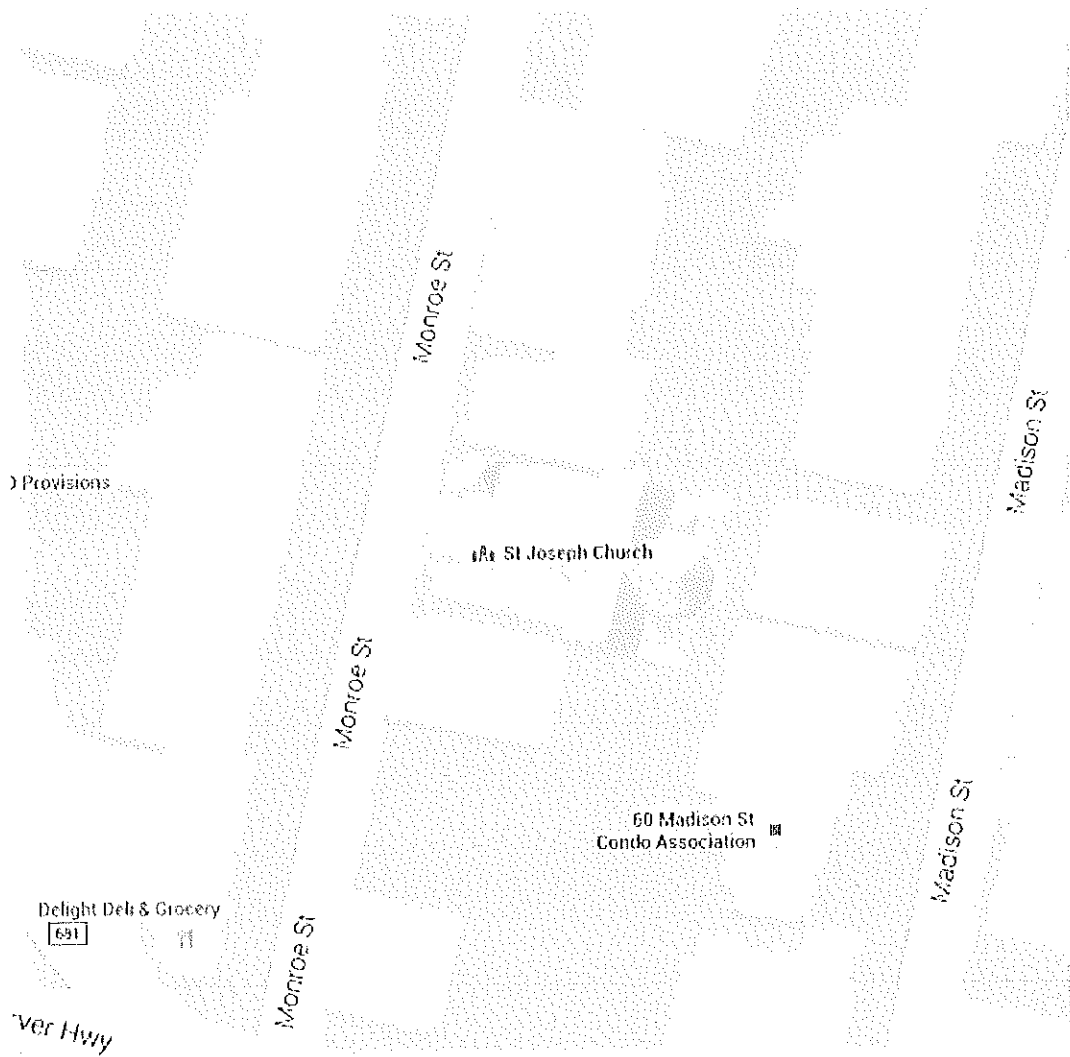 Monroe St
Madison St
Provisions
St Joseph Church
Monroe St
60 Madison St
Condo Association
Madison St
Delight Deli & Grocery
691
Monroe St
Hwy